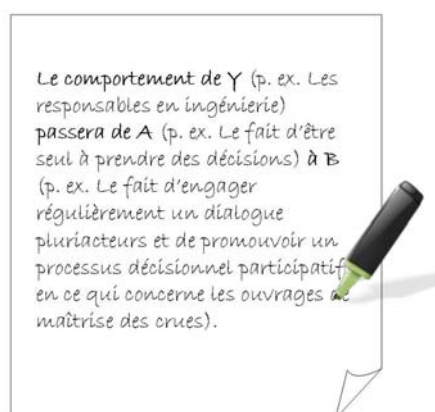 Le comportement de Y (p. ex. Les
responsables en ingénierie)
passera de A (p. ex. Le fait d'être
seul à prendre des décisions) à B
(p. ex. Le fait d'engager
régulièrement un dialogue
pluriacteurs et de promouvoir un
processus décisionnel participatif
en ce qui concerne les ouvrages de
maîtrise des crues).